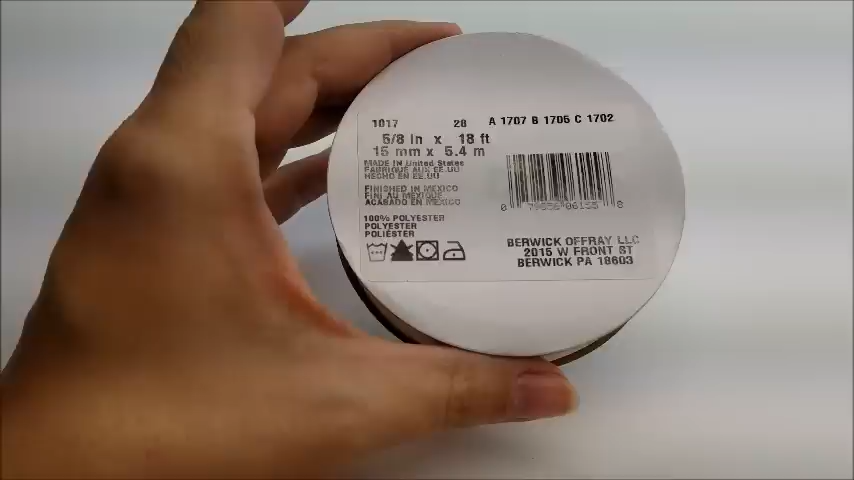 1017 28 A 1707 B 1706 C 1702
5/8 in x 18 ft
15 mm x 5.4 m
MADE IN United States
FABRIQUÉ AUX EE.UU
HECHO EN EE.UU
FINISHED IN MEXICO
FINI AU MEXIQUE
ACABADO EN MEXICO
100% POLYESTER
POLYESTER
POLIÉSTER
BERWICK OFFRAY LLC
2015 W FRONT ST
BERWICK PA 18603